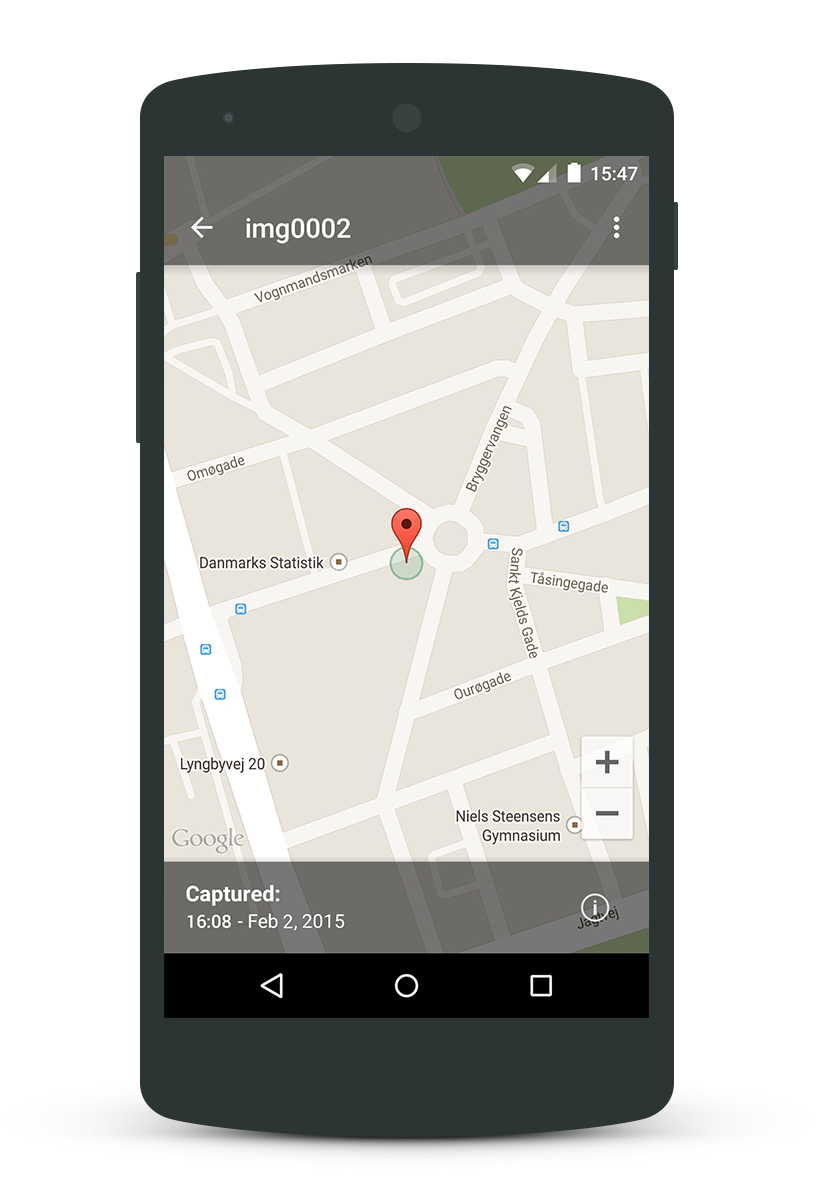 15:47
img0002
Vognmandsmarken
Bryggervangen
Omøgade
Danmarks Statistik
Sankt Kjelds Gade
Tåsingegade
Ourøgade
Lyngbyvej 20
Niels Steensens
Gymnasium
Google
Captured:
16:08 - Feb 2, 2015
Jagtvej